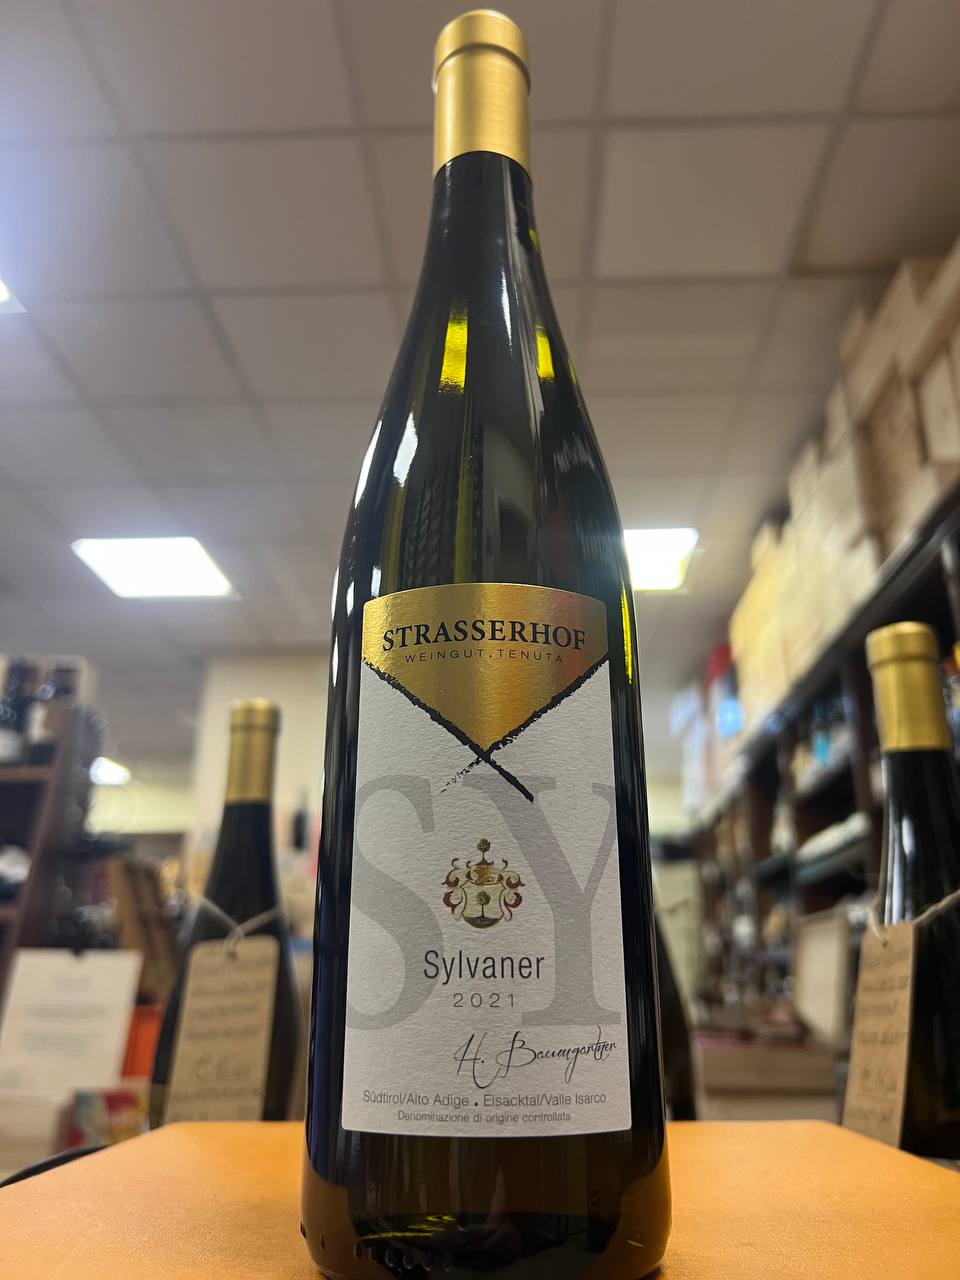 STRASSERHOF
WEINGUT.TENUTA
SY
Sylvaner
2021
H. Baumgartner
Südtirol/Alto Adige . Eisacktal/Valle Isarco
Denominazione di origine controllata